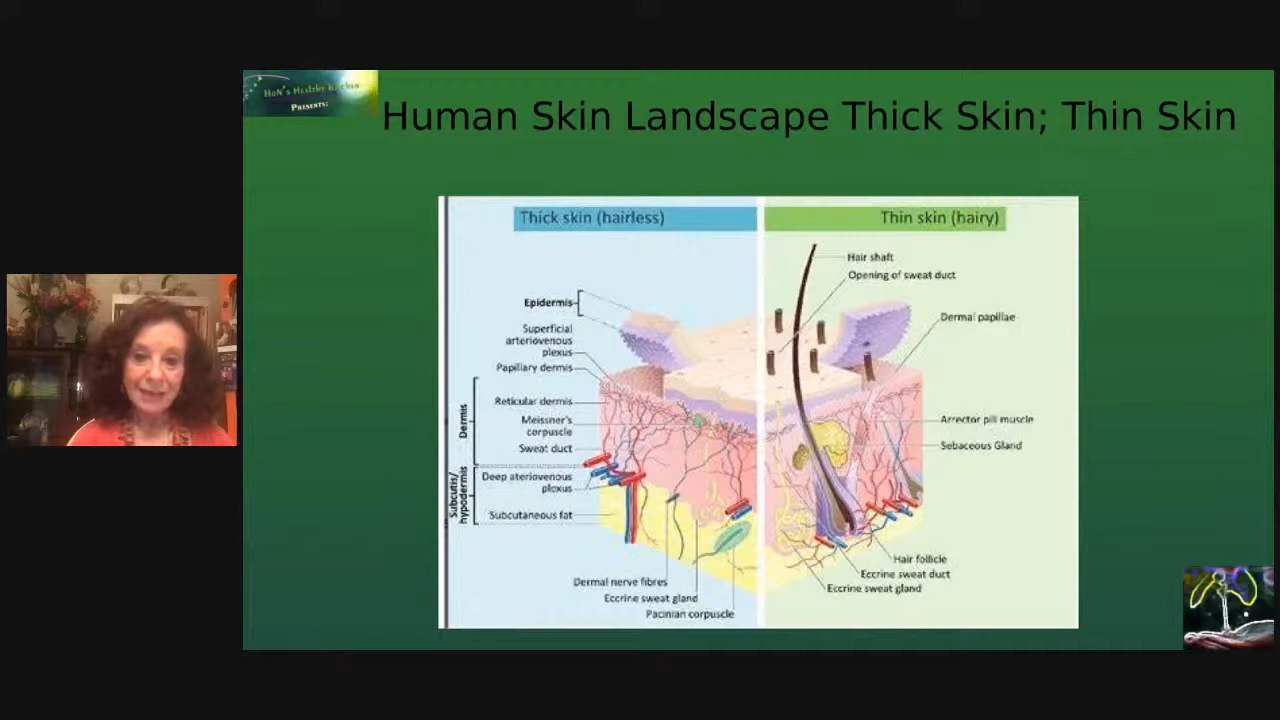 HoN's Healthy Kitchen
Presents:
Human Skin Landscape Thick Skin; Thin Skin
Thick skin (hairless)
Thin skin (hairy)
Hair shaft
Opening of sweat duct
Dermal papillae
Arrector pili muscle
Sebaceous Gland
Hair follicle
Eccrine sweat duct
Eccrine sweat gland
Epidermis
Superficial
arteriovenous
plexus
Papillary dermis
Dermis
Reticular dermis
Meissner's
corpuscle
Sweat duct
Subcutis/
hypodermis
Deep ateriovenous
plexus
Subcutaneous fat
Dermal nerve fibres
Eccrine sweat gland
Pacinian corpuscle